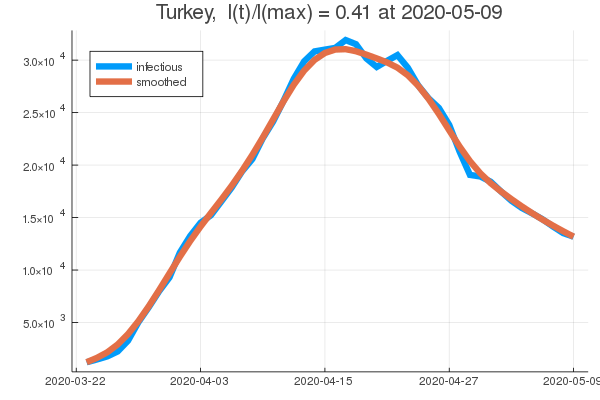 Turkey,  I(t)/I(max) = 0.41 at 2020-05-09
infectious
smoothed
3.0×10⁴
2.5×10⁴
2.0×10⁴
1.5×10⁴
1.0×10⁴
5.0×10³
2020-03-22 2020-04-03 2020-04-15 2020-04-27 2020-05-09